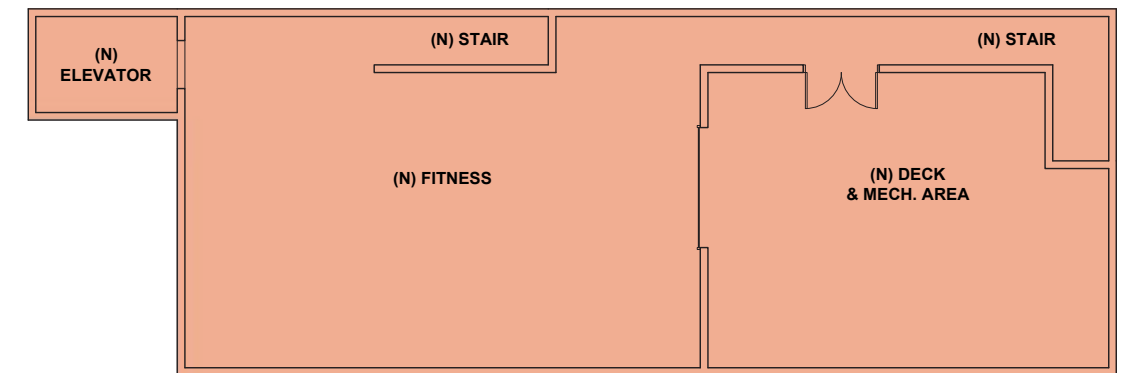 (N)
ELEVATOR
(N) STAIR
(N) STAIR
(N) FITNESS
(N) DECK
& MECH. AREA